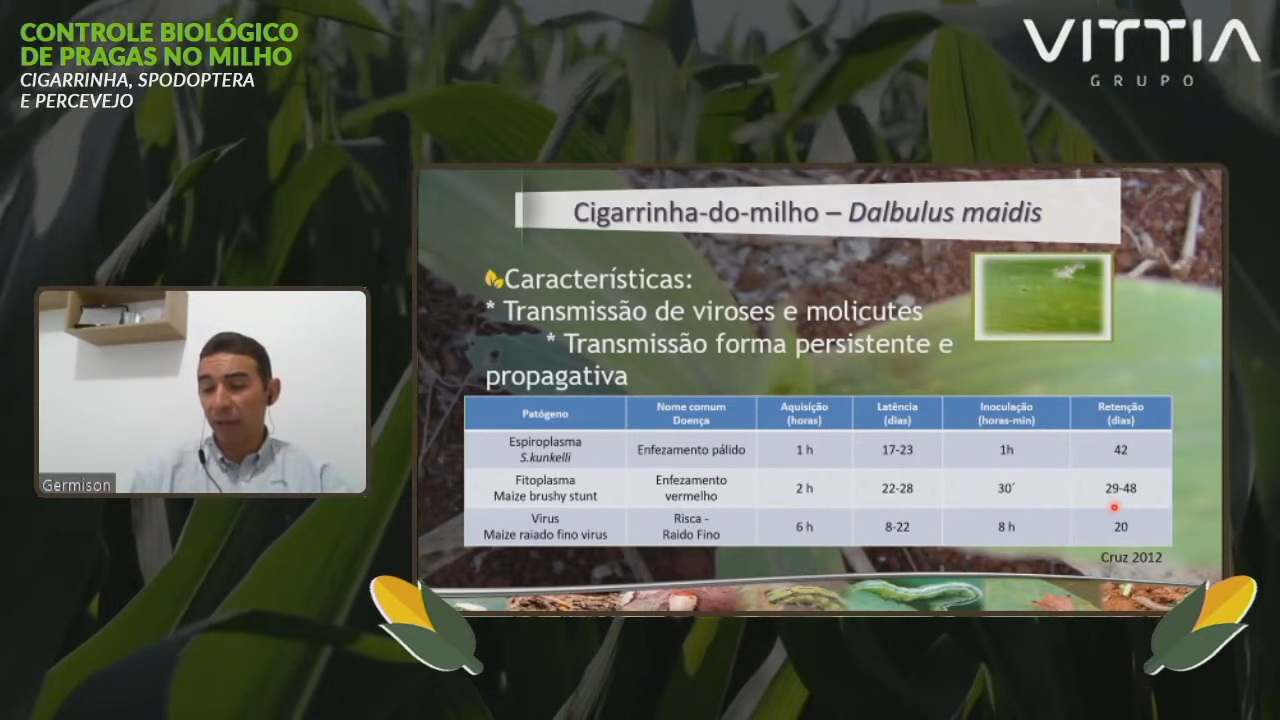 CONTROLE BIOLÓGICO
DE PRAGAS NO MILHO
CIGARRINHA, SPODOPTERA
E PERCEVEJO
VITTIA
GRUPO
Cigarrinha-do-milho – Dalbulus maidis
Características:
* Transmissão de viroses e molicutes
* Transmissão forma persistente e
propagativa
Patógeno
Nome comum
Doença
Aquisição
(horas)
Latência
(dias)
Inoculação
(horas-min)
Retenção
(dias)
Espiroplasma
S.kunkelli
Enfezamento pálido
1 h
17-23
1h
42
Fitoplasma
Maize brushy stunt
Enfezamento
vermelho
2 h
22-28
30´
29-48
Virus
Maize raiado fino virus
Risca -
Raido Fino
6 h
8-22
8 h
20
Cruz 2012
Germison